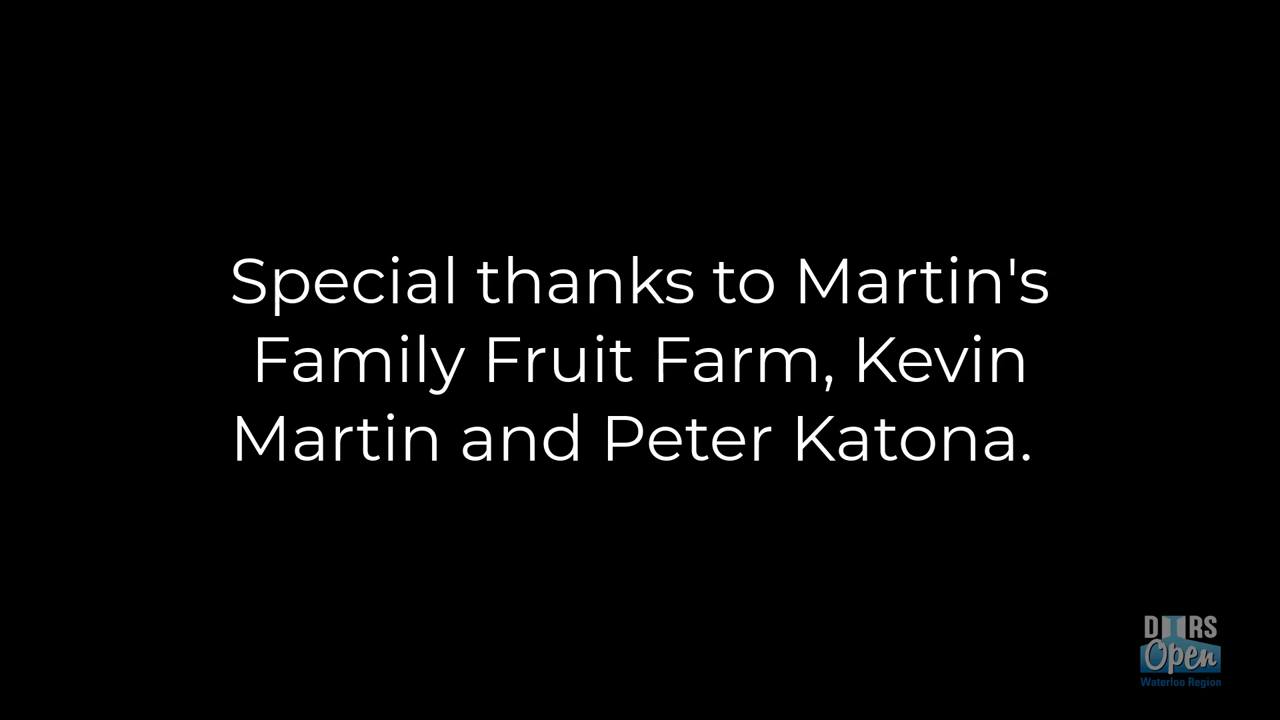 Special thanks to Martin's
Family Fruit Farm, Kevin
Martin and Peter Katona.
DOORS
Open
Waterloo Region